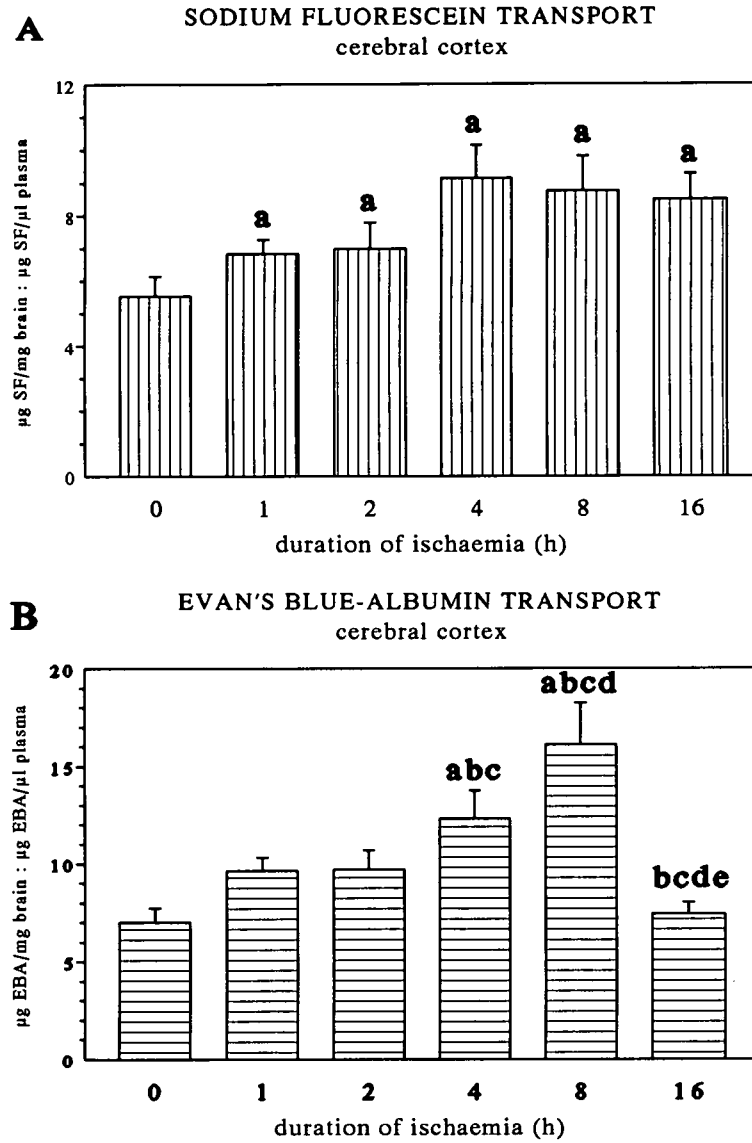 A
SODIUM FLUORESCEIN TRANSPORT
cerebral cortex
µg SF/mg brain : µg SF/µl plasma
12
8
4
0
a
a
a
a
a
0 1 2 4 8 16
duration of ischaemia (h)
B
EVAN'S BLUE-ALBUMIN TRANSPORT
cerebral cortex
µg EBA/mg brain : µg EBA/µl plasma
20
15
10
5
0
abc
abcd
bcde
0 1 2 4 8 16
duration of ischaemia (h)